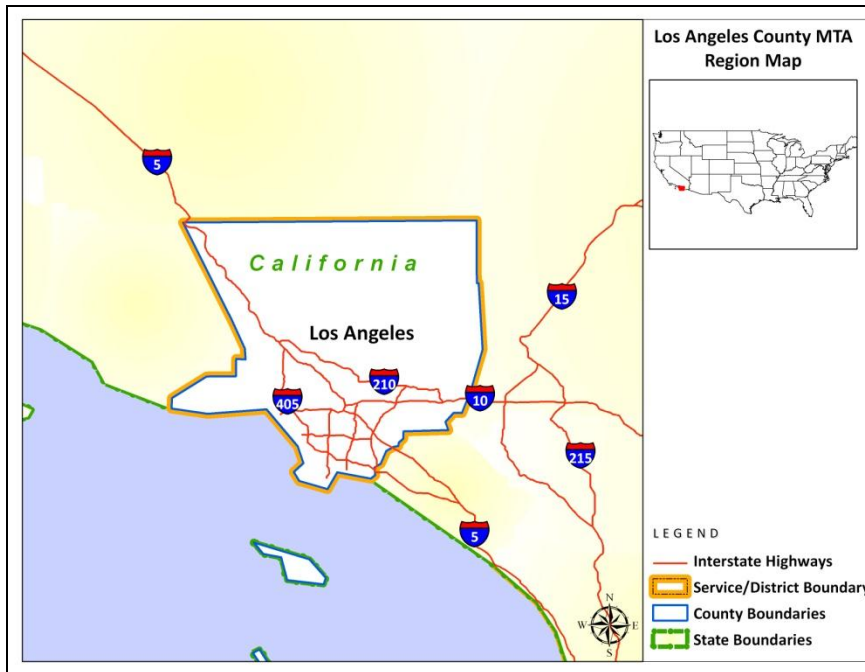 Los Angeles County MTA
Region Map
5
California
15
Los Angeles
210
405
10
215
5
LEGEND
Interstate Highways
Service/District Boundary
County Boundaries
State Boundaries
N
W
E
S